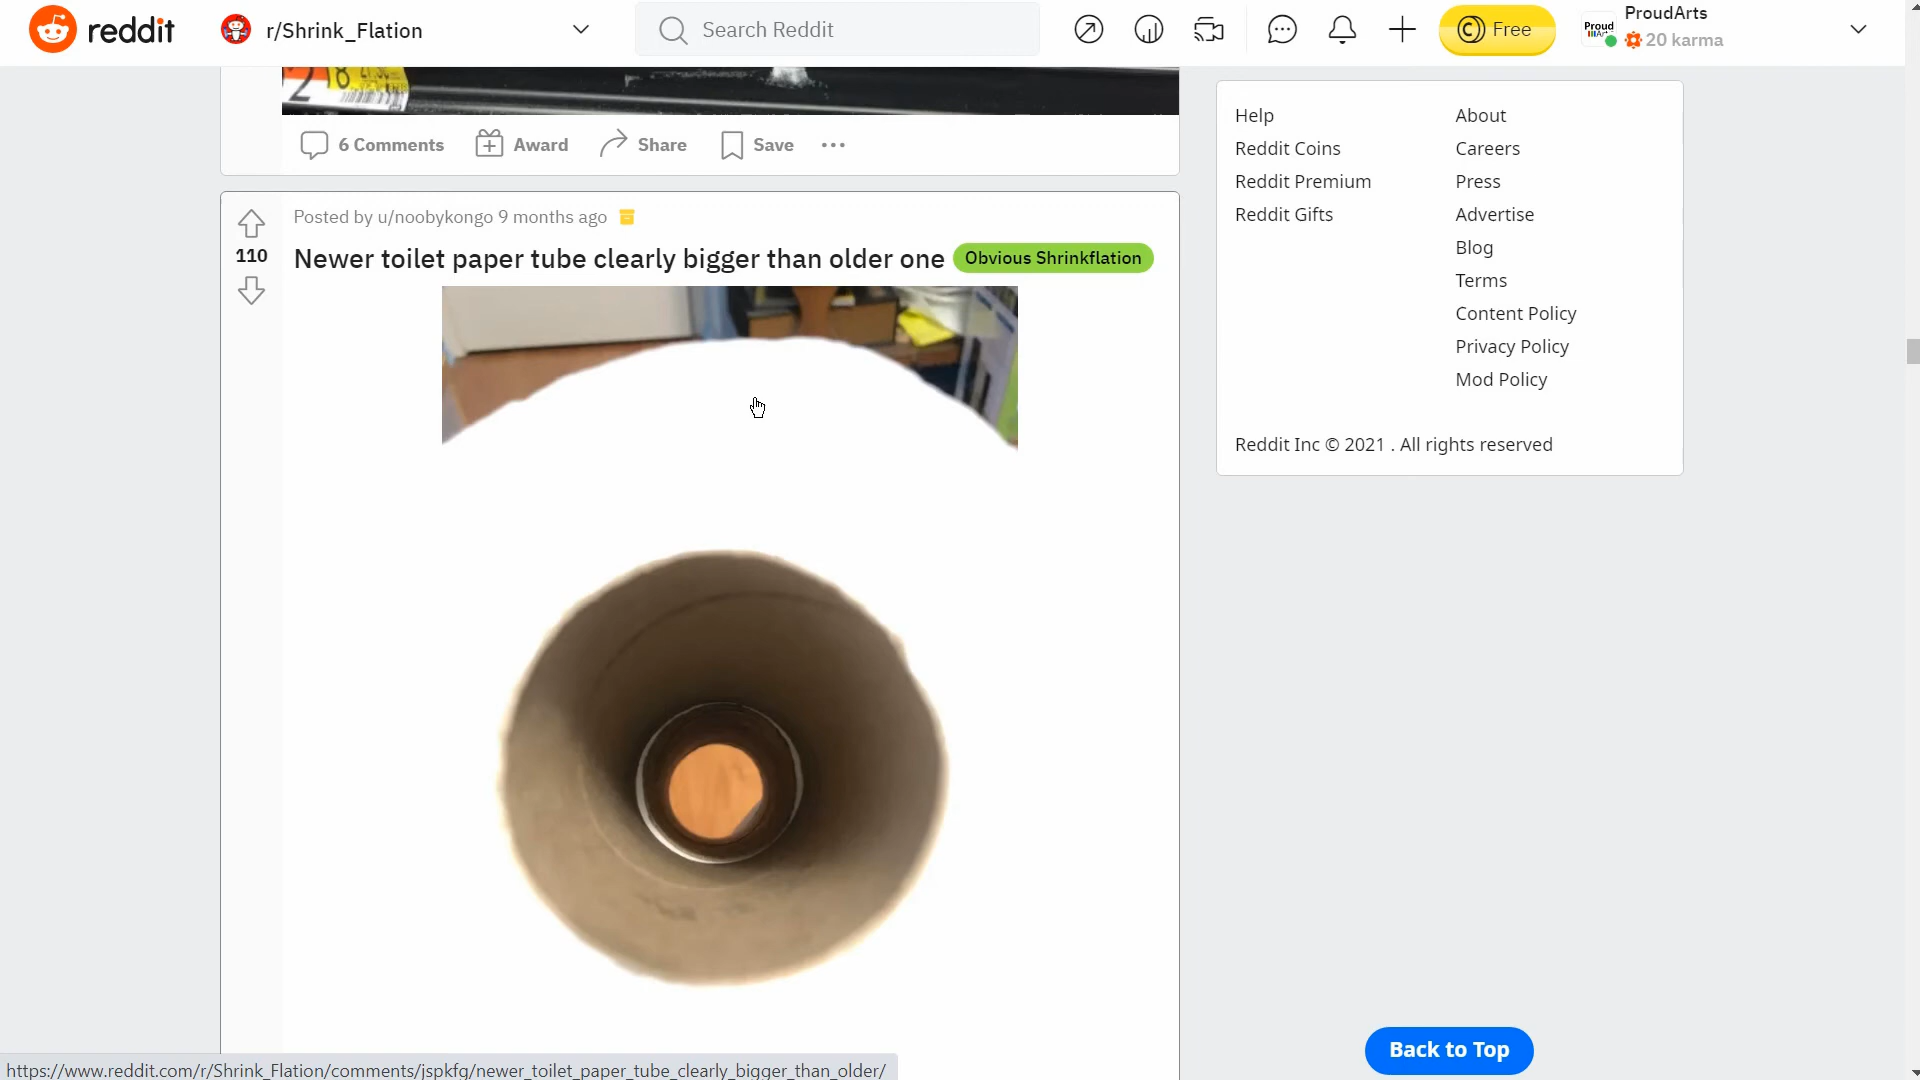 reddit
r/Shrink_Flation
Search Reddit
Free
Proud
ProudArts
20 karma
2 18
6 Comments
Award
Share
Save
Posted by u/noobykongo 9 months ago
110
Newer toilet paper tube clearly bigger than older one
Obvious Shrinkflation
Help
About
Reddit Coins
Careers
Reddit Premium
Press
Reddit Gifts
Advertise
Blog
Terms
Content Policy
Privacy Policy
Mod Policy
Reddit Inc © 2021 . All rights reserved
Back to Top
https://www.reddit.com/r/Shrink_Flation/comments/jspkfg/newer_toilet_paper_tube_clearly_bigger_than_older/